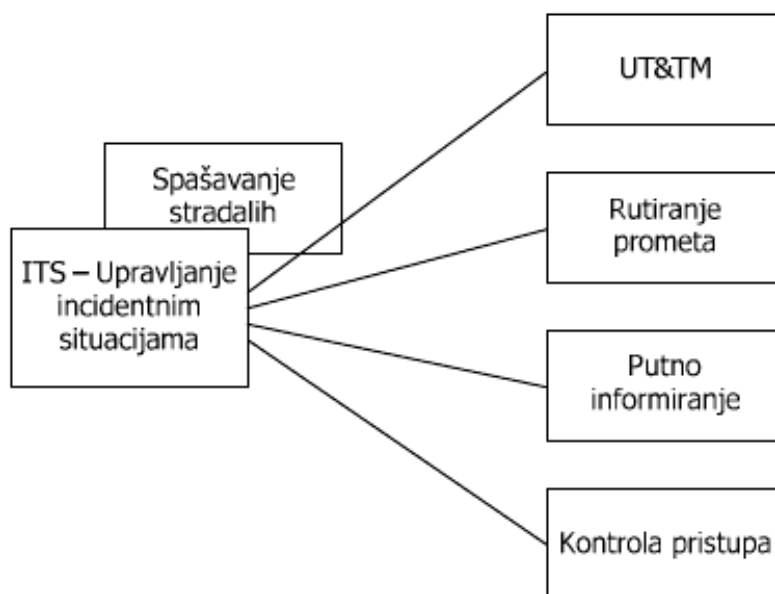 UT&TM
Spašavanje
stradalih
ITS – Upravljanje
incidentnim
situacijama
Rutiranje
prometa
Putno
informiranje
Kontrola pristupa